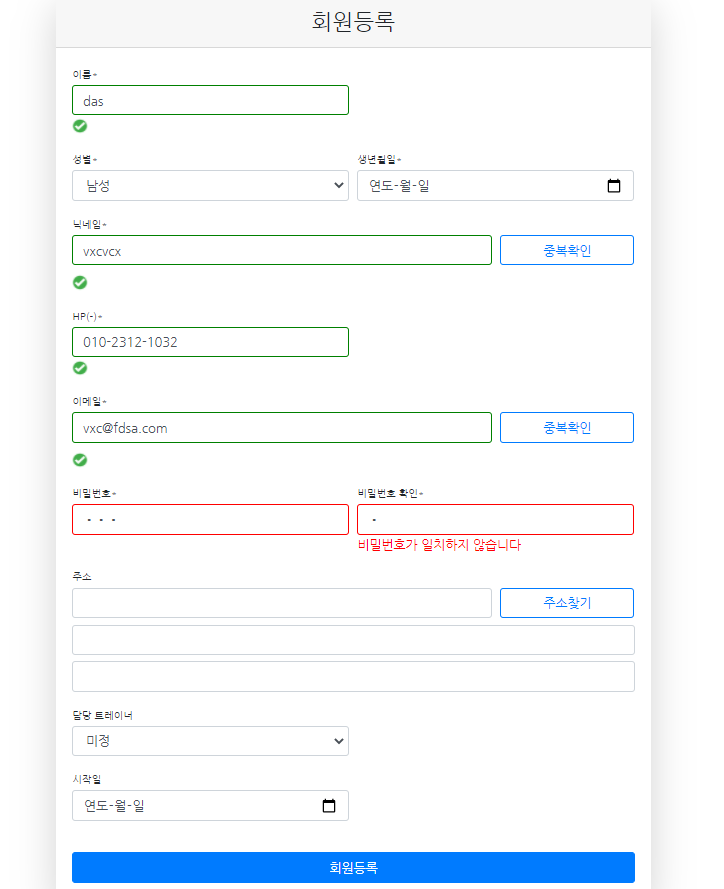 회원등록
이름*
das
성별* 생년월일*
남성 연도-월-일
닉네임*
vxcvcx 중복확인
HP(-)*
010-2312-1032
이메일*
vxc@fdsa.com 중복확인
비밀번호* 비밀번호 확인*
비밀번호가 일치하지 않습니다
주소
주소찾기
담당 트레이너
미정
시작일
연도-월-일
회원등록